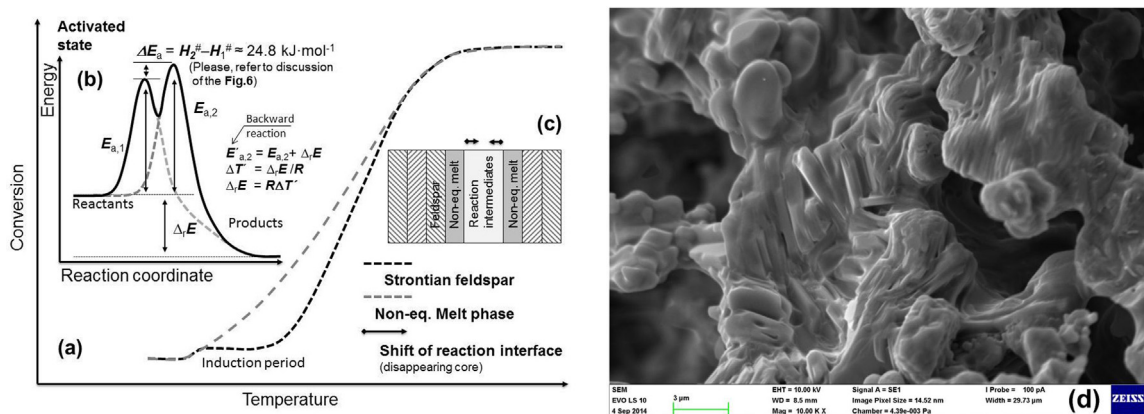 Activated
state
ΔEa = H2#–H1# ≈ 24.8 kJ·mol-1
(Please, refer to discussion
of the Fig.6)
(b)
Energy
Ea,1
Ea,2
Backward
reaction
E´a,2 = Ea,2 + ΔrE
ΔT´ = ΔrE /R
ΔrE = RΔT´
Reactants
Products
ΔrE
Reaction coordinate
(c)
Feldspar
Non-eq. melt
Reaction
intermediates
Non-eq. melt
Strontian feldspar
Non-eq. Melt phase
Shift of reaction interface
(disappearing core)
(a)
Induction period
Conversion
Temperature
SEM
EVO LS 10
4 Sep 2014
3 µm
EHT = 10.00 kV
WD = 8.5 mm
Mag = 10.00 K X
Signal A = SE1
Image Pixel Size = 14.52 nm
Chamber = 4.39e-003 Pa
I Probe = 100 pA
Width = 29.73 µm
(d)
ZEISS